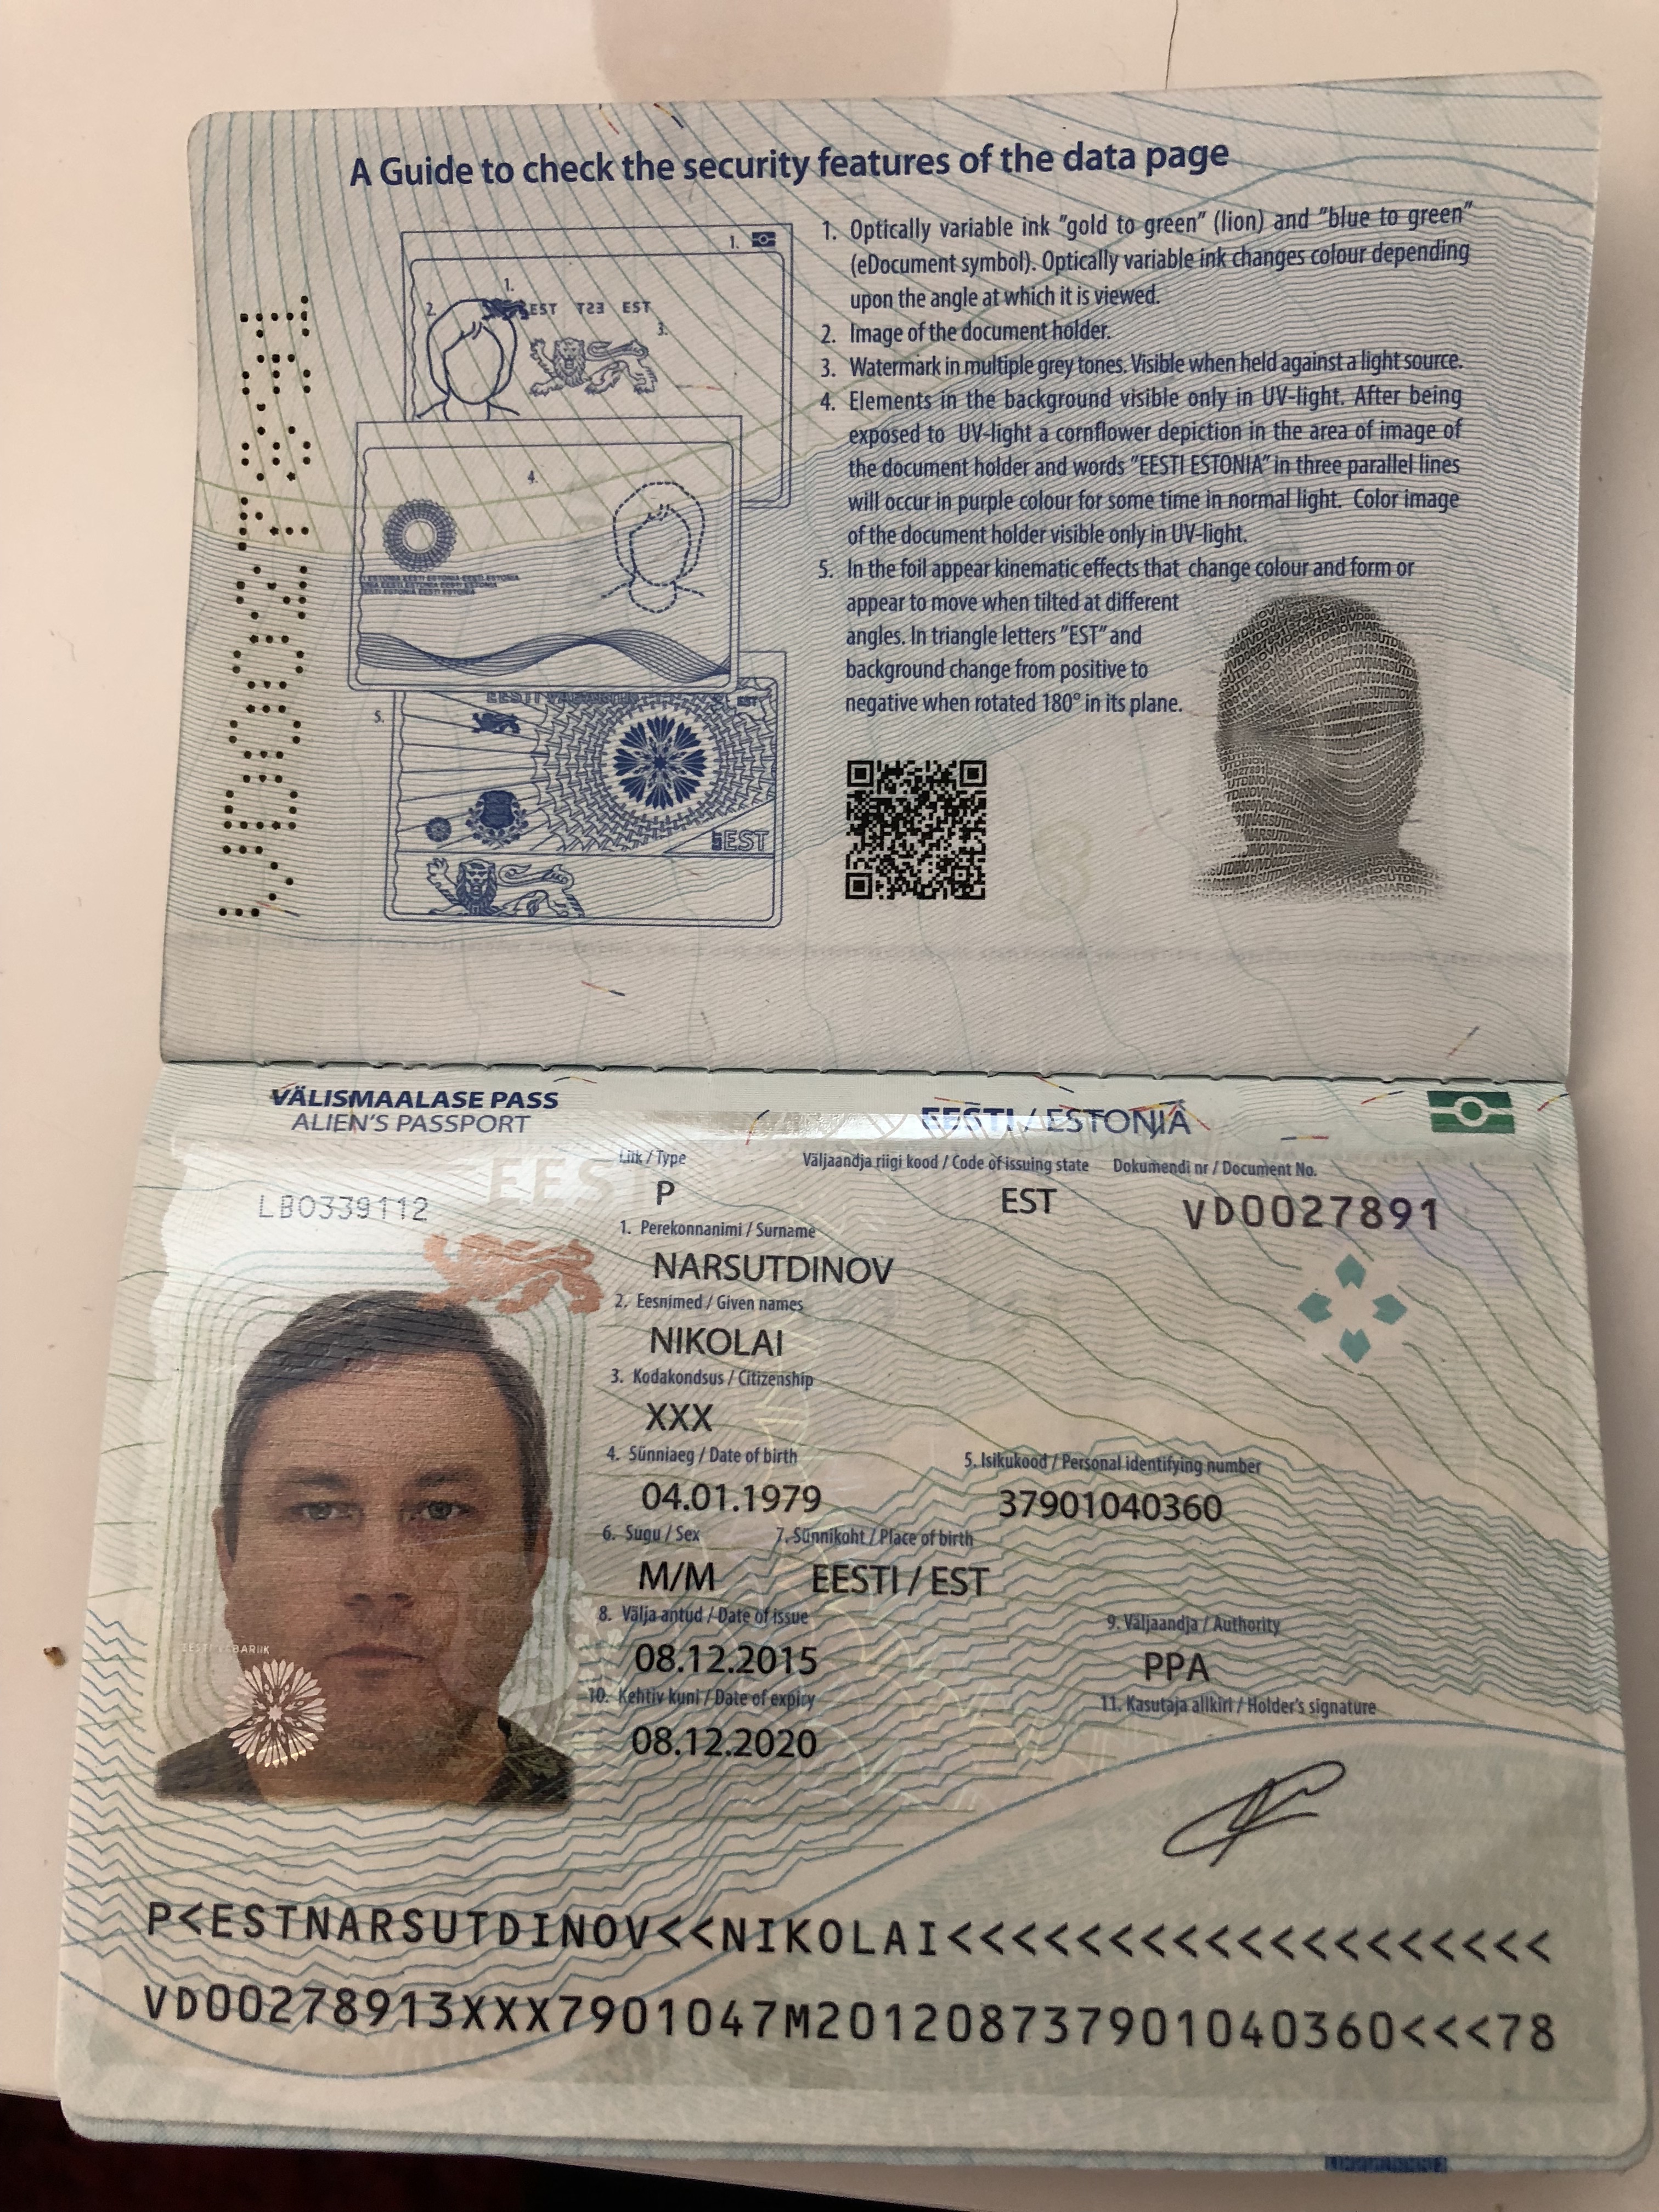 A Guide to check the security features of the data page
1. Optically variable ink "gold to green" (lion) and "blue to green"
(eDocument symbol). Optically variable ink changes colour depending
upon the angle at which it is viewed.
2. Image of the document holder.
3. Watermark in multiple grey tones. Visible when held against a light source.
4. Elements in the background visible only in UV-light. After being
exposed to UV-light a cornflower depiction in the area of image of
the document holder and words "EESTI ESTONIA" in three parallel lines
will occur in purple colour for some time in normal light. Color image
of the document holder visible only in UV-light.
5. In the foil appear kinematic effects that change colour and form or
appear to move when tilted at different
angles. In triangle letters "EST" and
background change from positive to
negative when rotated 180° in its plane.
1.
1.
2.
EST EST
3.
4.
5.
EST
VÄLISMAALASE PASS
ALIEN'S PASSPORT
EESTI / ESTONIA
Liik / Type
Väljaandja riigi kood / Code of issuing state
Dokumendi nr / Document No.
LB0339112
P
EST
VD0027891
1. Perekonnanimi / Surname
NARSUTDINOV
2. Eesnimed / Given names
NIKOLAI
3. Kodakondsus / Citizenship
XXX
4. Sünniaeg / Date of birth
5. Isikukood / Personal identifying number
04.01.1979
37901040360
6. Sugu / Sex
7. Sünnikoht / Place of birth
M/M
EESTI / EST
8. Välja antud / Date of issue
9. Väljaandja / Authority
08.12.2015
PPA
10. Kehtiv kuni / Date of expiry
11. Kasutaja allkiri / Holder's signature
08.12.2020
P<ESTNARSUTDINOV<<NIKOLAI<<<<<<<<<<<<<<<<<<<
VD00278913XXX7901047M201208737901040360<<<78